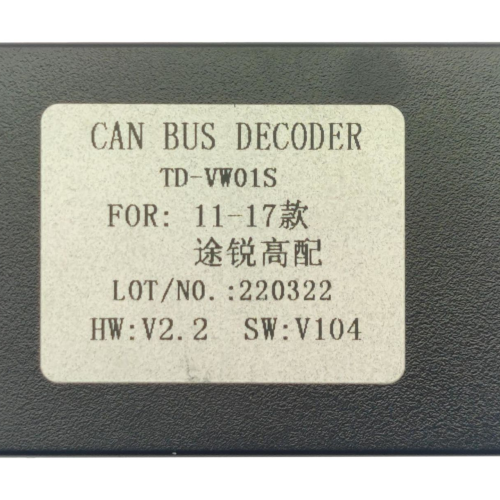 CAN BUS DECODER
TD-VW01S
FOR: 11-17款
途锐高配
LOT/NO.:220322
HW:V2.2 SW:V104